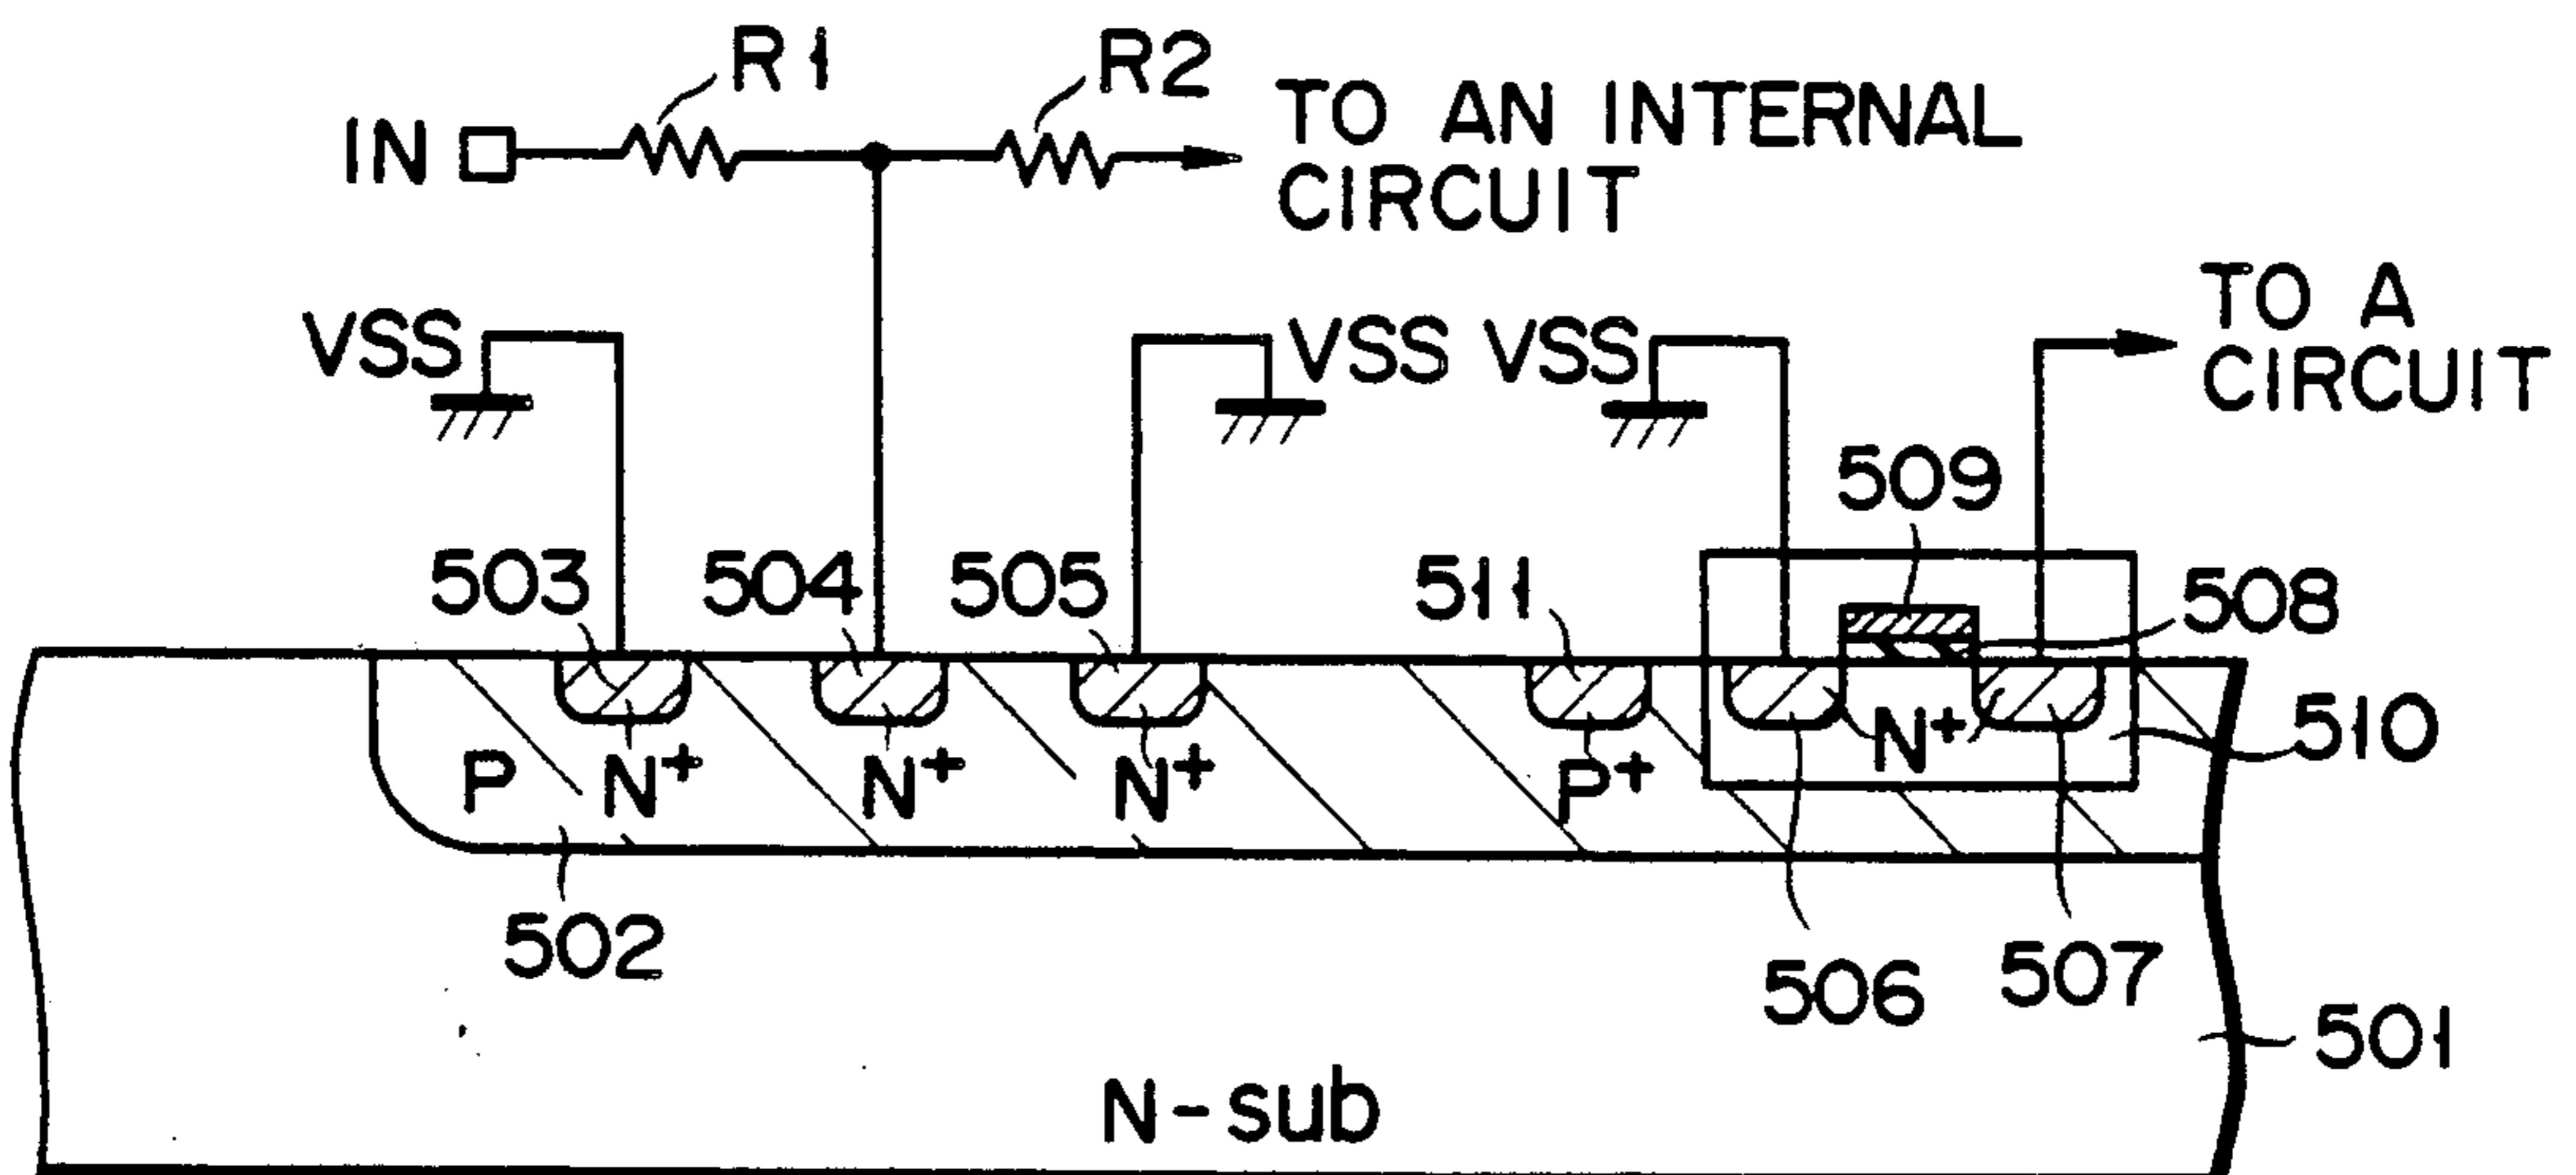 R1
R2
IN
TO AN INTERNAL
CIRCUIT
VSS
VSS
VSS
TO A
CIRCUIT
509
503
504
505
511
508
P
N+
N+
N+
P+
N+
510
502
506
507
501
N-sub